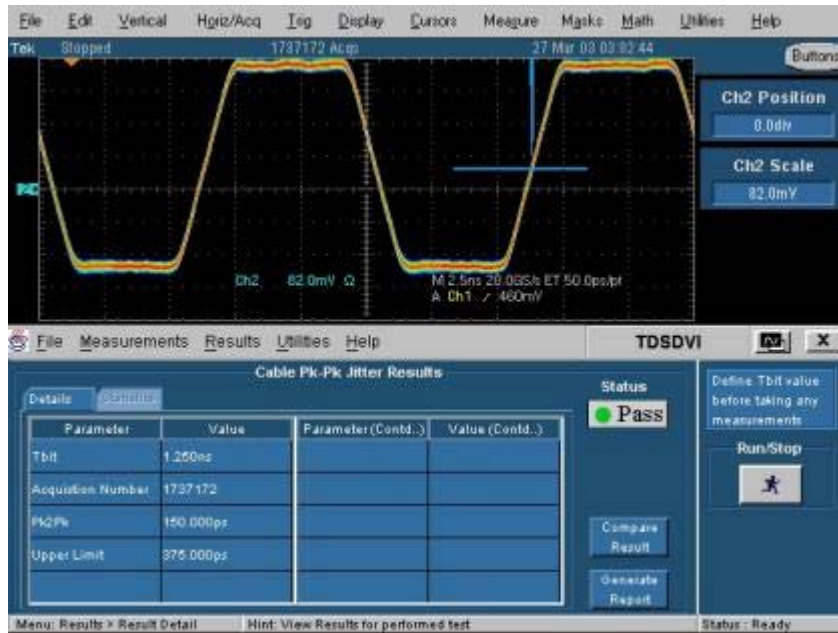 File Edit Vertical Horiz/Acq Trig Display Cursors Measure Masks Math Utilities Help
Tek Stopped 1737172 Acqs 27 Mar 03 03:02:44
Buttons
Ch2 Position
0.0div
Ch2 Scale
82.0mV
Ch2 82.0mV Ω M 2.5ns 20.0GS/s ET 50.0ps/pt
A Ch1 460mV
File Measurements Results Utilities Help TDSDVI X
Cable Pk-Pk Jitter Results
Details Statistics
Status
Pass
Define Tbit value
before taking any
measurements
Parameter Value Parameter(Contd..) Value(Contd..)
Tbit 1.250ns
Acquistion Number 1737172
Pk2Pk 150.000ps
Upper Limit 375.000ps
Run/Stop
Compare
Result
Generate
Report
Menu: Results > Result Detail Hint: View Results for performed test Status : Ready